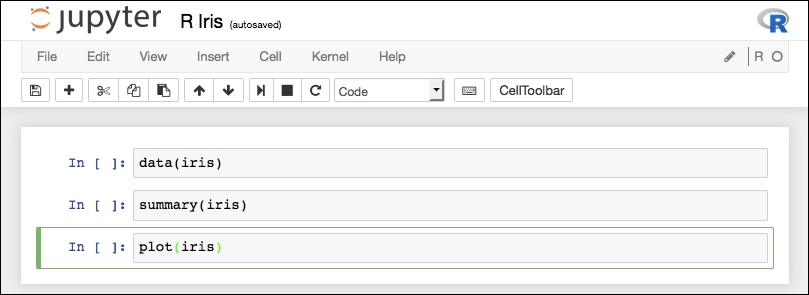 jupyter R Iris (autosaved) R
File Edit View Insert Cell Kernel Help R
Code CellToolbar
In [ ]: data(iris)
In [ ]: summary(iris)
In [ ]: plot(iris)